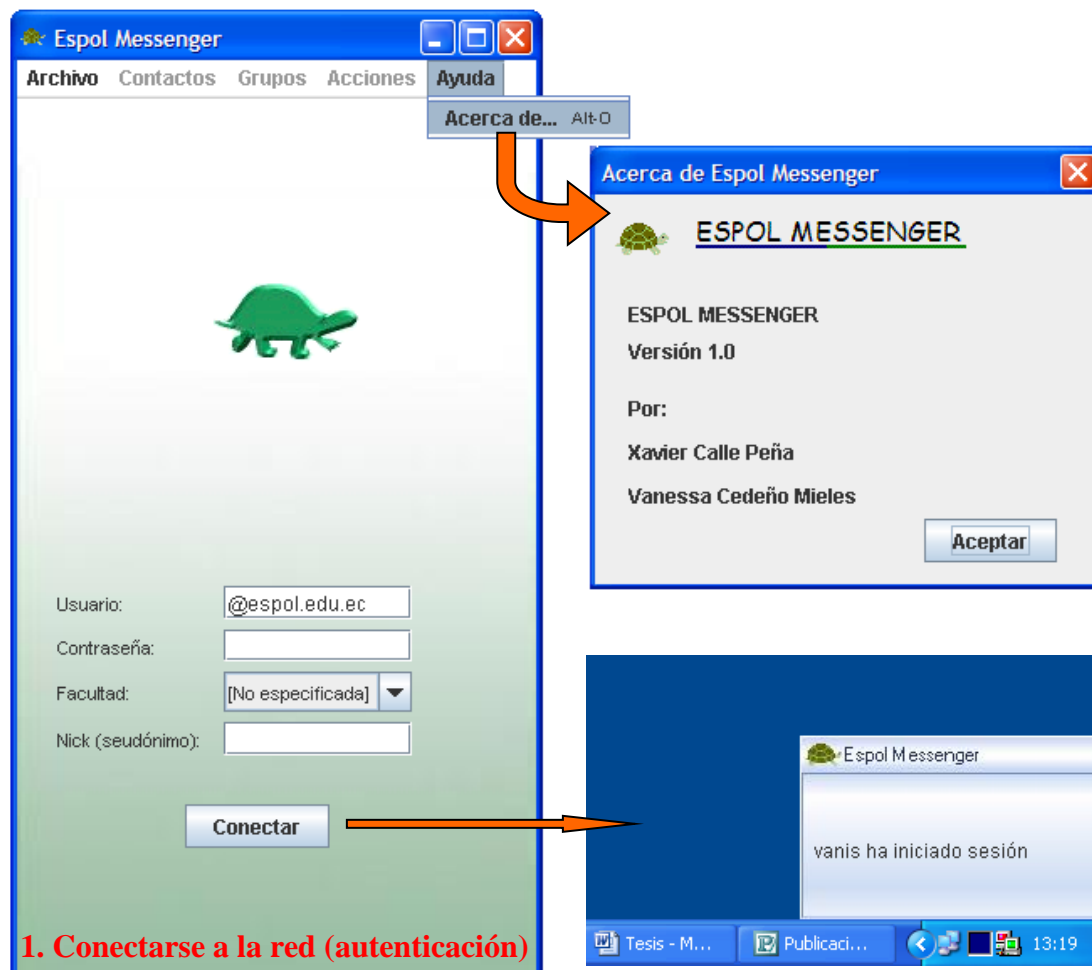 Espol Messenger
Archivo Contactos Grupos Acciones Ayuda
Acerca de... Alt-O
Usuario: @espol.edu.ec
Contraseña:
Facultad: [No especificada]
Nick (seudónimo):
Conectar
1. Conectarse a la red (autenticación)
Acerca de Espol Messenger
ESPOL MESSENGER
ESPOL MESSENGER
Versión 1.0
Por:
Xavier Calle Peña
Vanessa Cedeño Mieles
Aceptar
Espol Messenger
vanis ha iniciado sesión
Tesis - M... Publicaci... 13:19